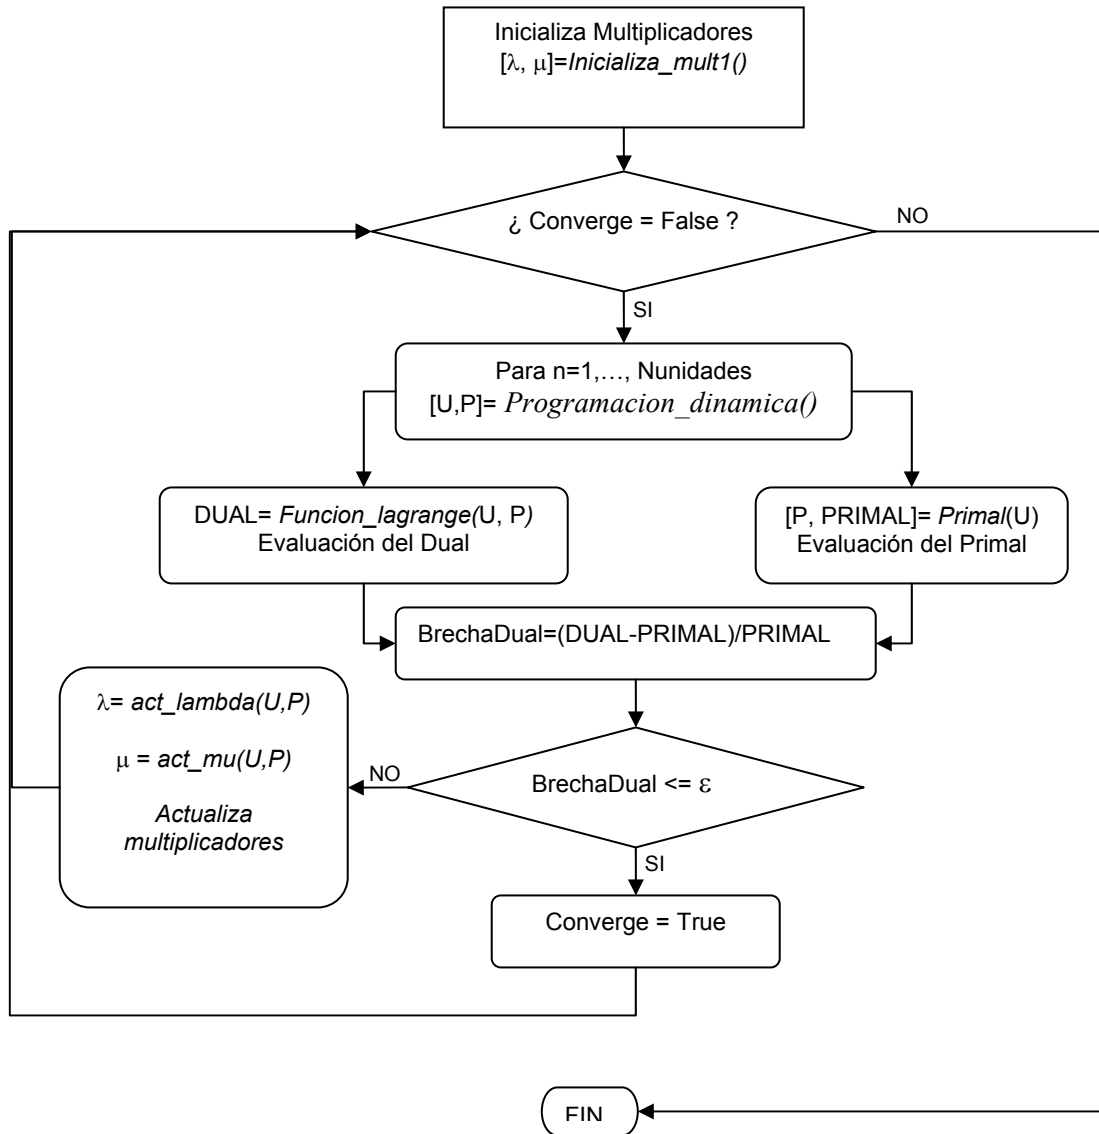 Inicializa Multiplicadores
[λ, μ]=Inicializa_mult1()
¿ Converge = False ?
NO
SI
Para n=1,…, Nunidades
[U,P]= Programacion_dinamica()
DUAL= Funcion_lagrange(U, P)
Evaluación del Dual
[P, PRIMAL]= Primal(U)
Evaluación del Primal
BrechaDual=(DUAL-PRIMAL)/PRIMAL
λ= act_lambda(U,P)
μ = act_mu(U,P)
Actualiza
multiplicadores
NO
BrechaDual <= ε
SI
Converge = True
FIN